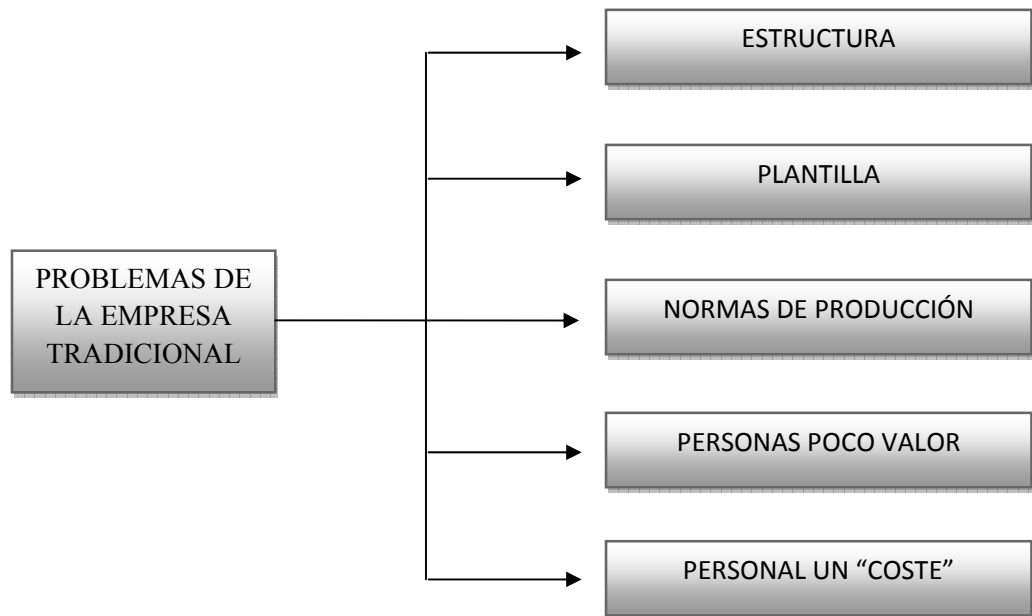 ESTRUCTURA
PLANTILLA
PROBLEMAS DE
LA EMPRESA
TRADICIONAL
NORMAS DE PRODUCCIÓN
PERSONAS POCO VALOR
PERSONAL UN “COSTE”